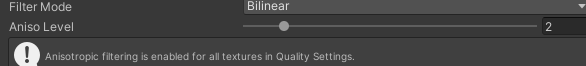 Filter Mode Bilinear
Aniso Level 2
Anisotropic filtering is enabled for all textures in Quality Settings.